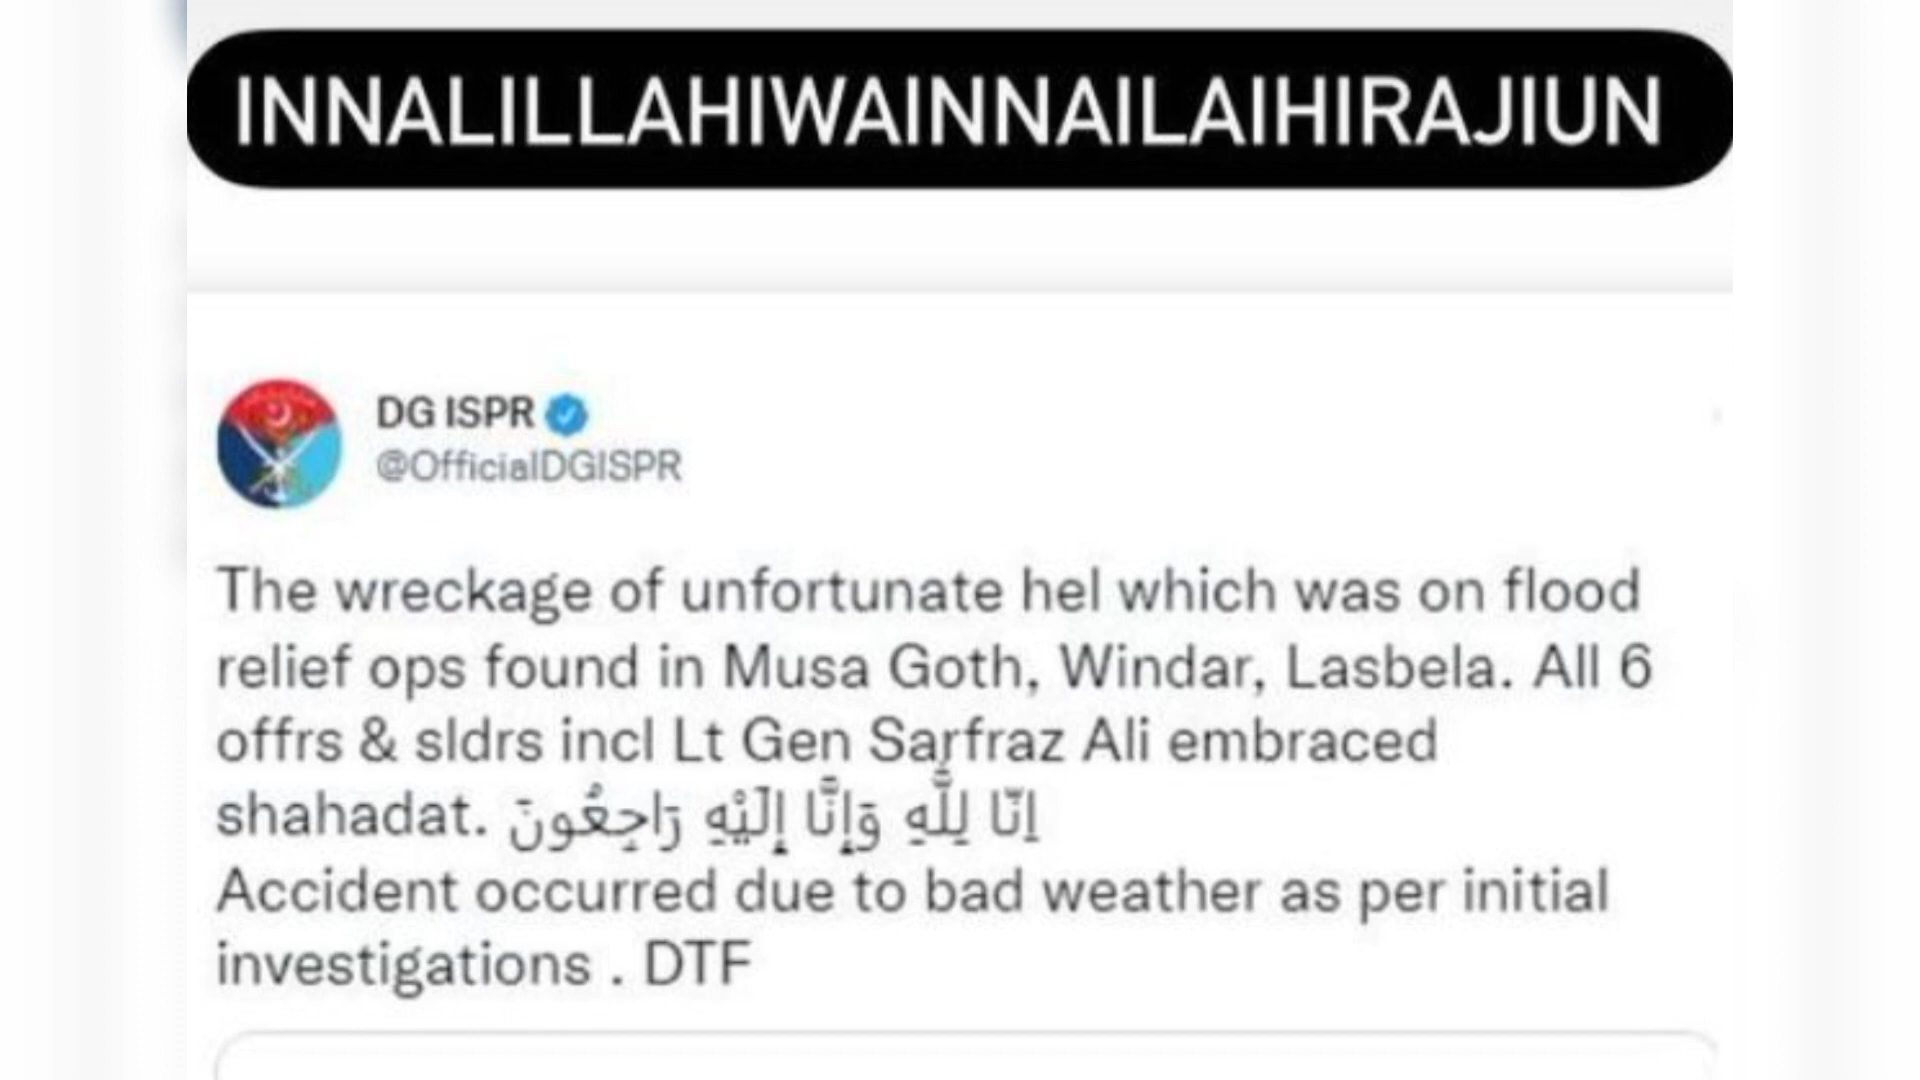 INNALILLAHIWAINNAILAIHIRAJIUN
DG ISPR
@OfficialDGISPR
The wreckage of unfortunate hel which was on flood
relief ops found in Musa Goth, Windar, Lasbela. All 6
offrs & sldrs incl Lt Gen Sarfraz Ali embraced
shahadat. اِنّا لِلَّهِ وَإِنَّا إِلَيْهِ رَاجِعُونَ
Accident occurred due to bad weather as per initial
investigations . DTF